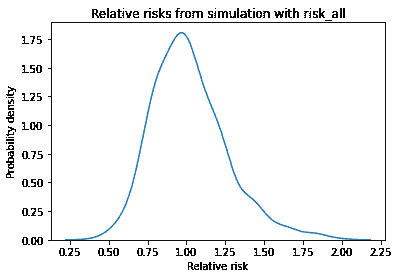 Relative risks from simulation with risk_all
Probability density
1.75
1.50
1.25
1.00
0.75
0.50
0.25
0.00
0.25 0.50 0.75 1.00 1.25 1.50 1.75 2.00 2.25
Relative risk